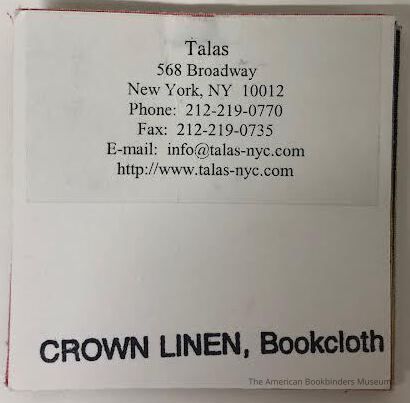 Talas
568 Broadway
New York, NY 10012
Phone: 212-219-0770
Fax: 212-219-0735
E-mail: info@talas-nyc.com
http://www.talas-nyc.com
CROWN LINEN, Bookcloth
The American Bookbinders Museum